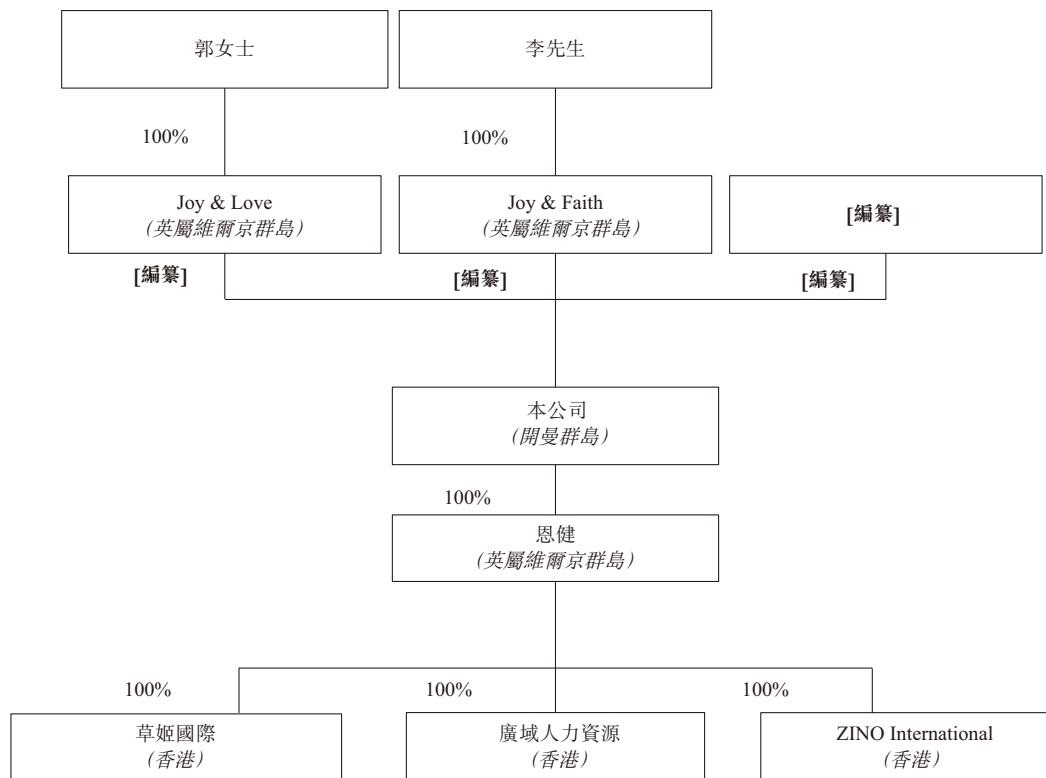 郭女士
李先生
100%
100%
Joy & Love
(英屬維爾京群島)
Joy & Faith
(英屬維爾京群島)
[編纂]
[編纂]
[編纂]
[編纂]
本公司
(開曼群島)
100%
恩健
(英屬維爾京群島)
100%
100%
100%
草姬國際
(香港)
廣域人力資源
(香港)
ZINO International
(香港)